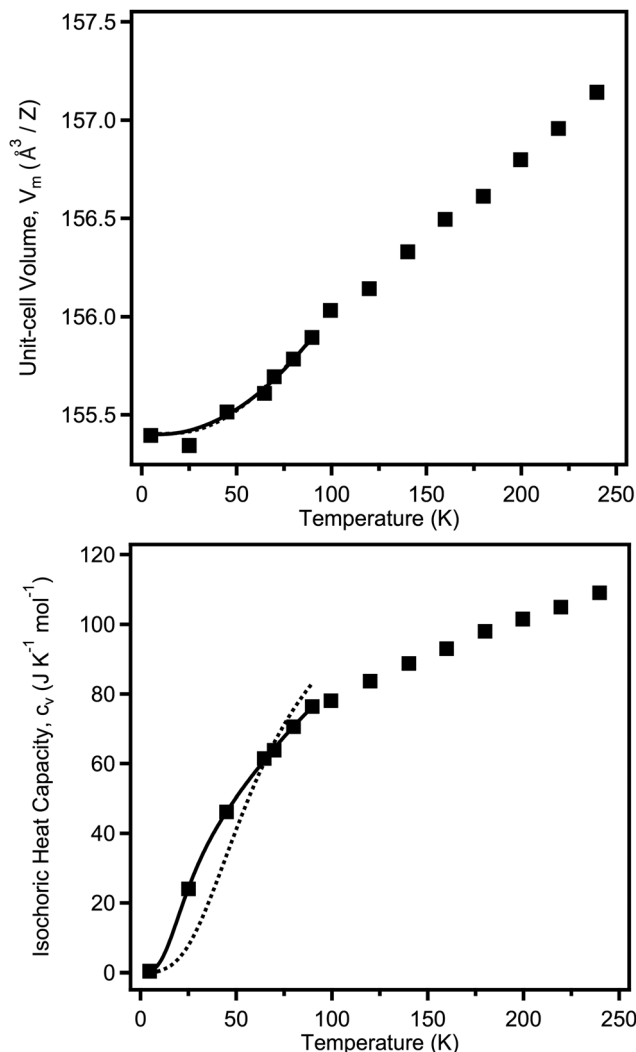 157.5
157.0
156.5
156.0
155.5
Unit-cell Volume, Vₘ (Å³ / Z)
0 50 100 150 200 250
Temperature (K)
120
100
80
60
40
20
0
Isochoric Heat Capacity, cᵥ (J K⁻¹ mol⁻¹)
0 50 100 150 200 250
Temperature (K)